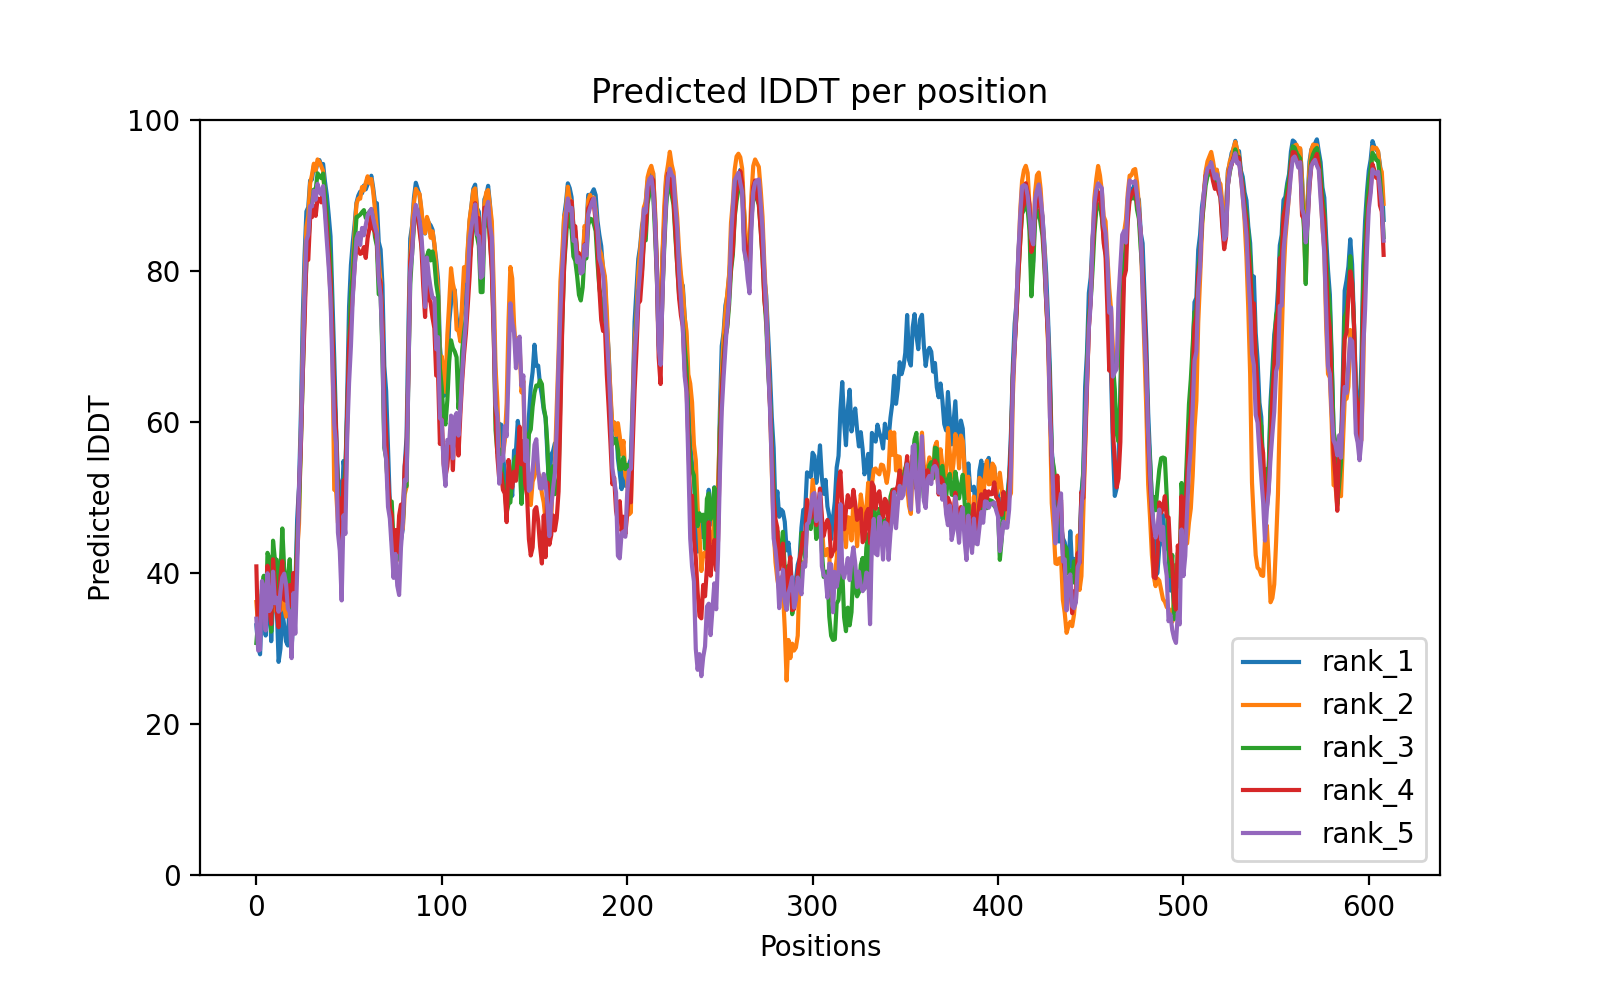 Predicted lDDT per position
Predicted lDDT
100
80
60
40
20
0
0 100 200 300 400 500 600
Positions
rank_1
rank_2
rank_3
rank_4
rank_5